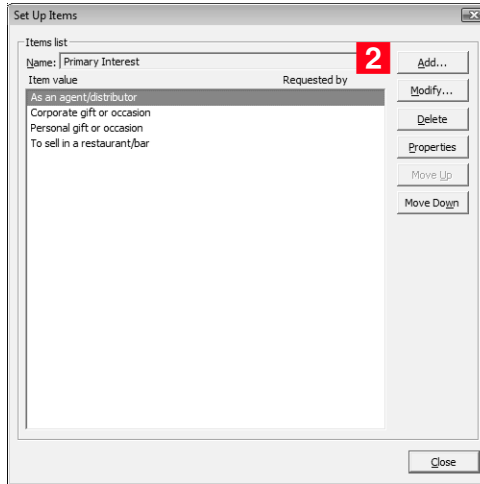 Set Up Items
Items list
Name: Primary Interest
2
Add...
Item value Requested by
Modify...
As an agent/distributor
Corporate gift or occasion
Delete
Personal gift or occasion
To sell in a restaurant/bar
Properties
Move Up
Move Down
Close